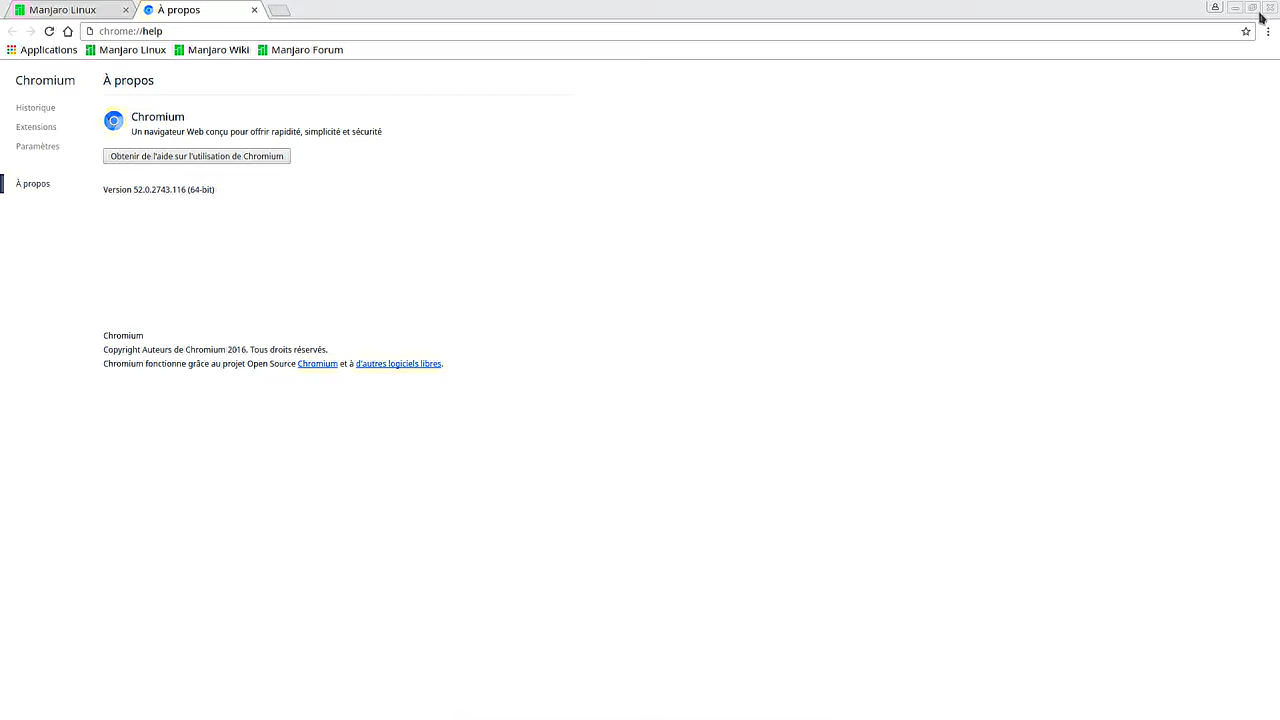 Manjaro Linux
À propos
chrome://help
Applications Manjaro Linux Manjaro Wiki Manjaro Forum
Chromium
Historique
Extensions
Paramètres
À propos
À propos
Chromium
Un navigateur Web conçu pour offrir rapidité, simplicité et sécurité
Obtenir de l'aide sur l'utilisation de Chromium
Version 52.0.2743.116 (64-bit)
Chromium
Copyright Auteurs de Chromium 2016. Tous droits réservés.
Chromium fonctionne grâce au projet Open Source Chromium et à d'autres logiciels libres.